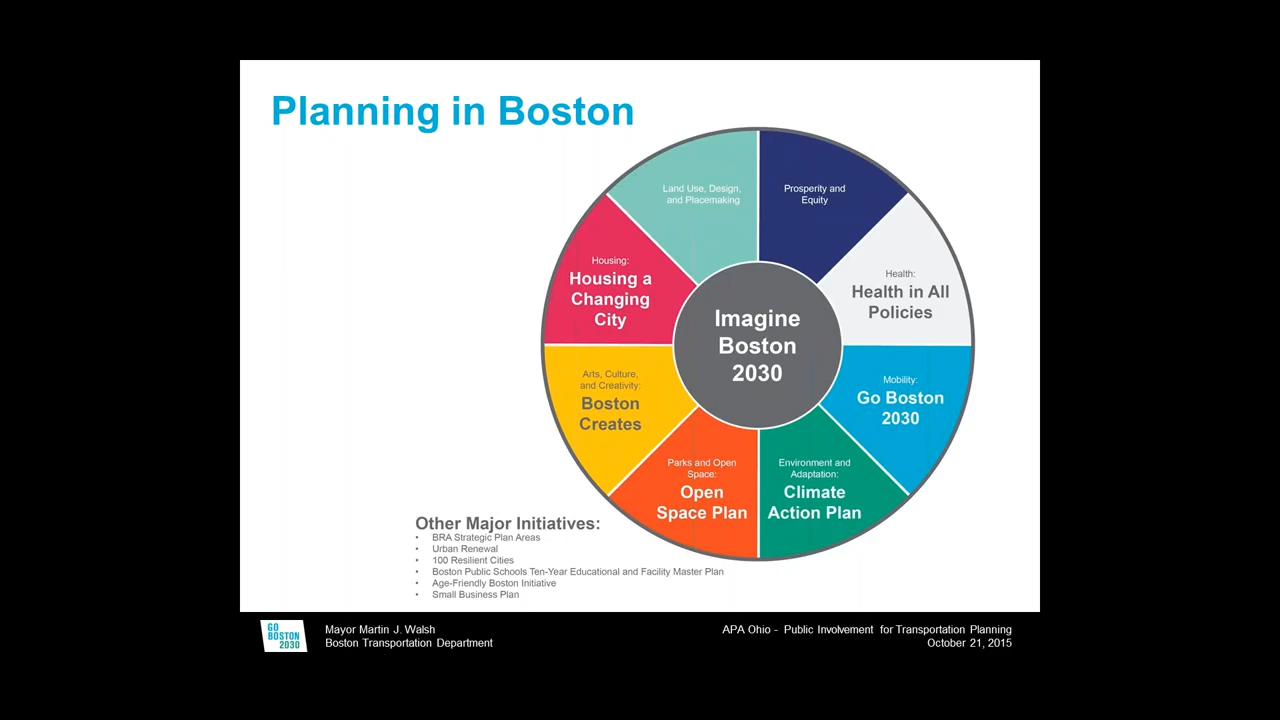 Planning in Boston
Land Use, Design,
and Placemaking
Prosperity and
Equity
Housing:
Housing a
Changing
City
Health:
Health in All
Policies
Imagine
Boston
2030
Arts, Culture,
and Creativity:
Boston
Creates
Mobility:
Go Boston
2030
Parks and Open
Space:
Open
Space Plan
Environment and
Adaptation:
Climate
Action Plan
Other Major Initiatives:
• BRA Strategic Plan Areas
• Urban Renewal
• 100 Resilient Cities
• Boston Public Schools Ten-Year Educational and Facility Master Plan
• Age-Friendly Boston Initiative
• Small Business Plan
GO
BOSTON
2030
Mayor Martin J. Walsh
Boston Transportation Department
APA Ohio - Public Involvement for Transportation Planning
October 21, 2015